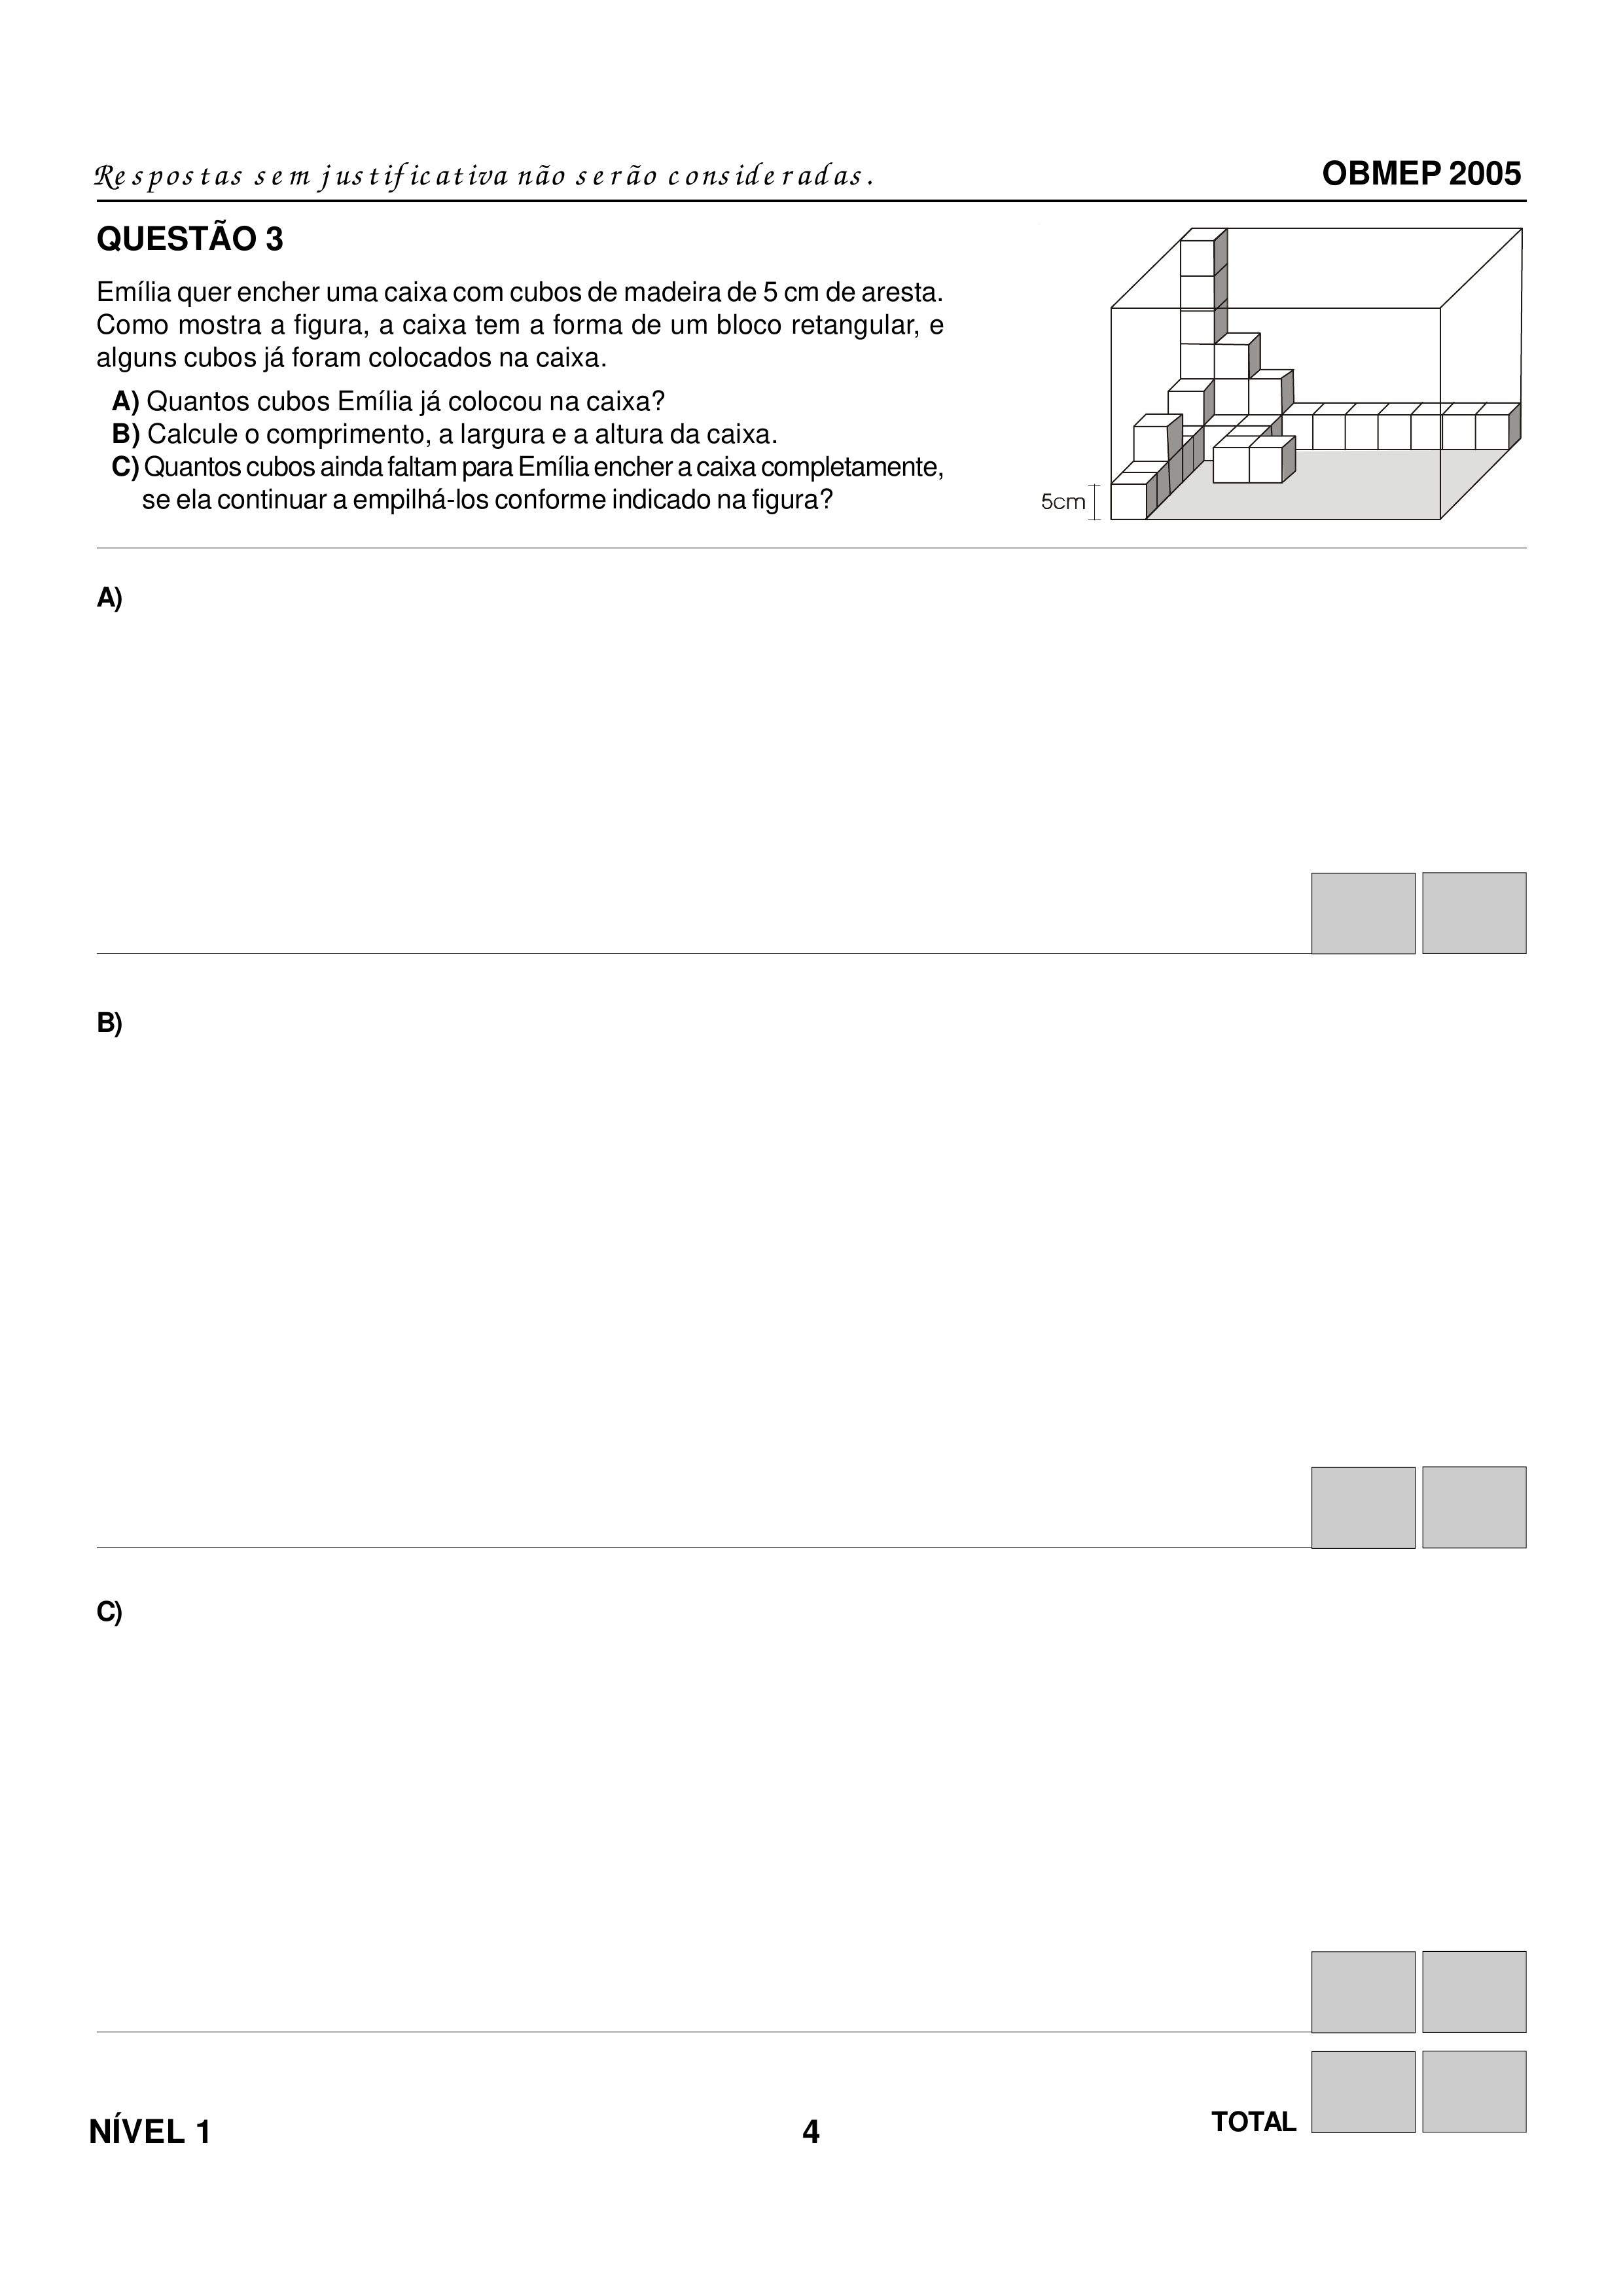 Respostas sem justificativa não serão consideradas. OBMEP 2005
QUESTÃO 3
Emília quer encher uma caixa com cubos de madeira de 5 cm de aresta.
Como mostra a figura, a caixa tem a forma de um bloco retangular, e
alguns cubos já foram colocados na caixa.
A) Quantos cubos Emília já colocou na caixa?
B) Calcule o comprimento, a largura e a altura da caixa.
C) Quantos cubos ainda faltam para Emília encher a caixa completamente,
se ela continuar a empilhá-los conforme indicado na figura?
5cm
A)
B)
C)
TOTAL
NÍVEL 1 4